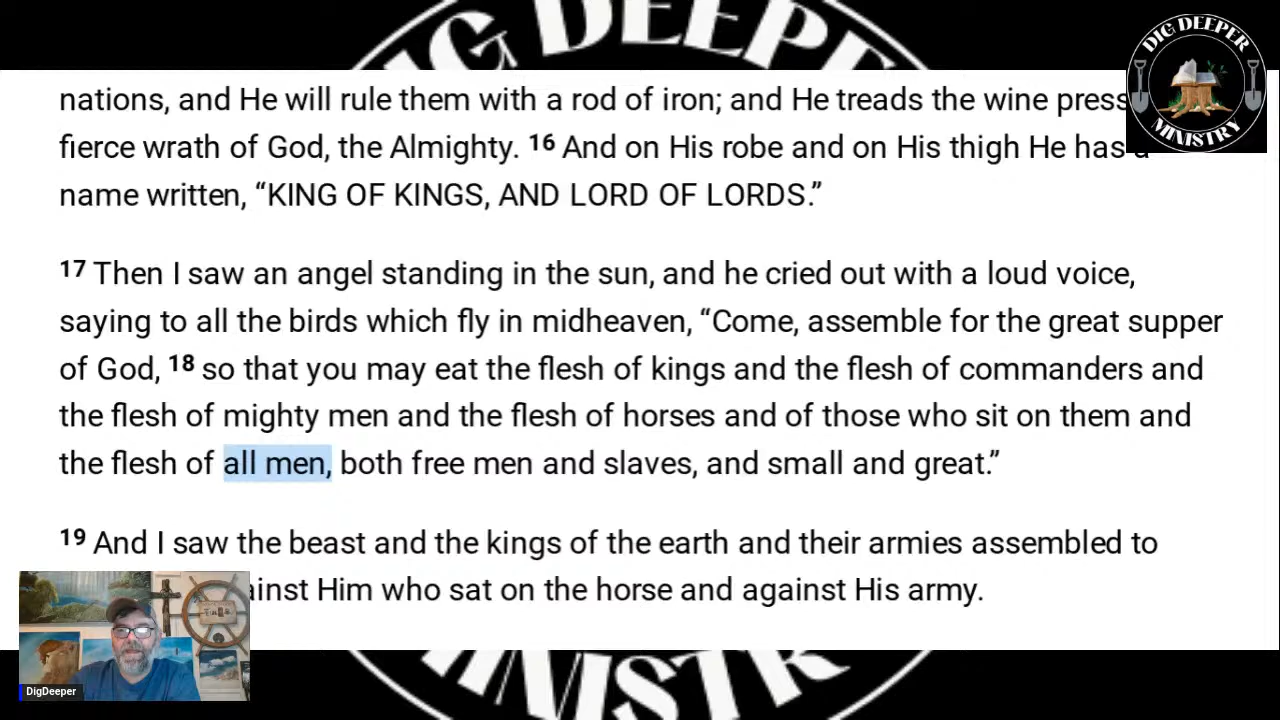 DIG DEEPER
DIG DEEPER
MINISTRY
nations, and He will rule them with a rod of iron; and He treads the wine press
fierce wrath of God, the Almighty. 16 And on His robe and on His thigh He has a
name written, “KING OF KINGS, AND LORD OF LORDS.”
17 Then I saw an angel standing in the sun, and he cried out with a loud voice,
saying to all the birds which fly in midheaven, “Come, assemble for the great supper
of God, 18 so that you may eat the flesh of kings and the flesh of commanders and
the flesh of mighty men and the flesh of horses and of those who sit on them and
the flesh of all men, both free men and slaves, and small and great.”
19 And I saw the beast and the kings of the earth and their armies assembled to
Him who sat on the horse and against His army.
DigDeeper